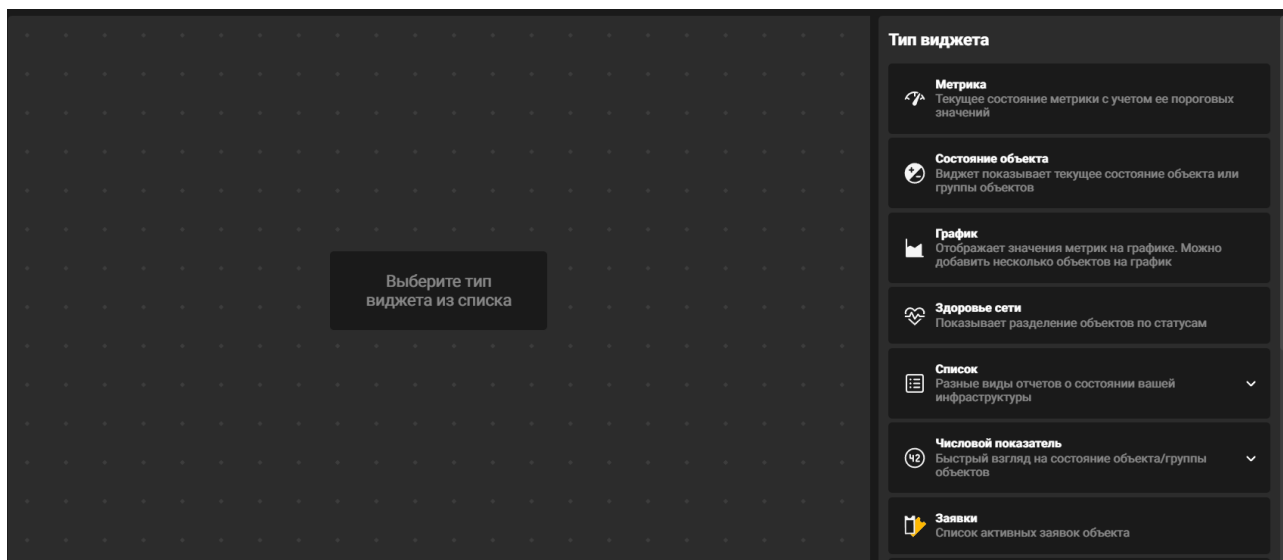 Тип виджета
Метрика
Текущее состояние метрики с учетом ее пороговых
значений
Состояние объекта
Виджет показывает текущее состояние объекта или
группы объектов
График
Отображает значения метрик на графике. Можно
добавить несколько объектов на график
Выберите тип
виджета из списка
Здоровье сети
Показывает разделение объектов по статусам
Список
Разные виды отчетов о состоянии вашей
инфраструктуры
42
Числовой показатель
Быстрый взгляд на состояние объекта/группы
объектов
Заявки
Список активных заявок объекта